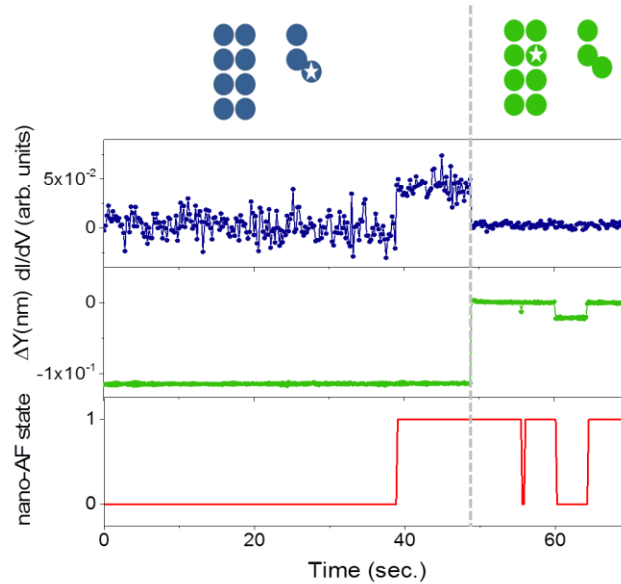 dI/dV (arb. units)
5x10⁻²
0
ΔY(nm)
0
-1x10⁻¹
nano-AF state
1
0
0 20 40 60
Time (sec.)